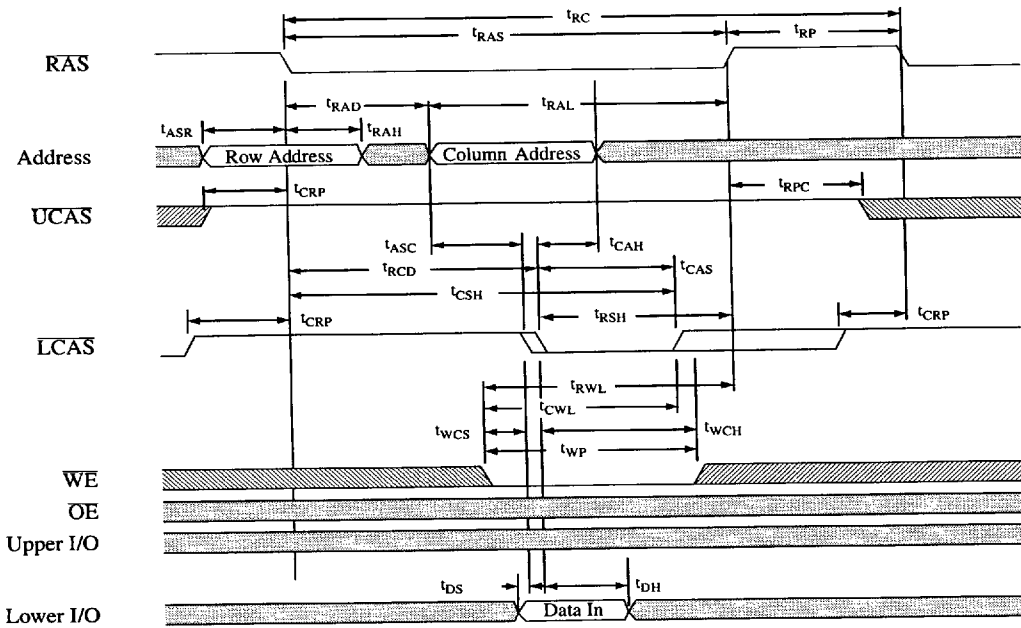 tRC
tRAS tRP
RAS
tRAD tRAL
tASR tRAH
Address Row Address Column Address
tCRP tRPC
UCAS
tASC tCAH
tRCD tCAS
tCSH
tCRP tRSH tCRP
LCAS
tRWL
tCWL
tWCS tWCH
tWP
WE
OE
Upper I/O
tDS tDH
Lower I/O Data In